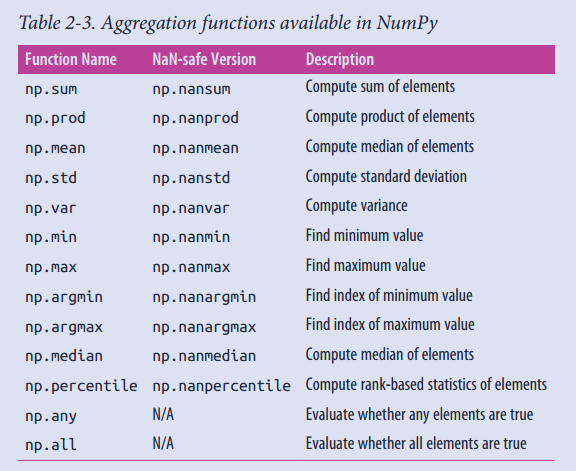 Table 2-3. Aggregation functions available in NumPy
Function Name NaN-safe Version Description
np.sum np.nansum Compute sum of elements
np.prod np.nanprod Compute product of elements
np.mean np.nanmean Compute median of elements
np.std np.nanstd Compute standard deviation
np.var np.nanvar Compute variance
np.min np.nanmin Find minimum value
np.max np.nanmax Find maximum value
np.argmin np.nanargmin Find index of minimum value
np.argmax np.nanargmax Find index of maximum value
np.median np.nanmedian Compute median of elements
np.percentile np.nanpercentile Compute rank-based statistics of elements
np.any N/A Evaluate whether any elements are true
np.all N/A Evaluate whether all elements are true